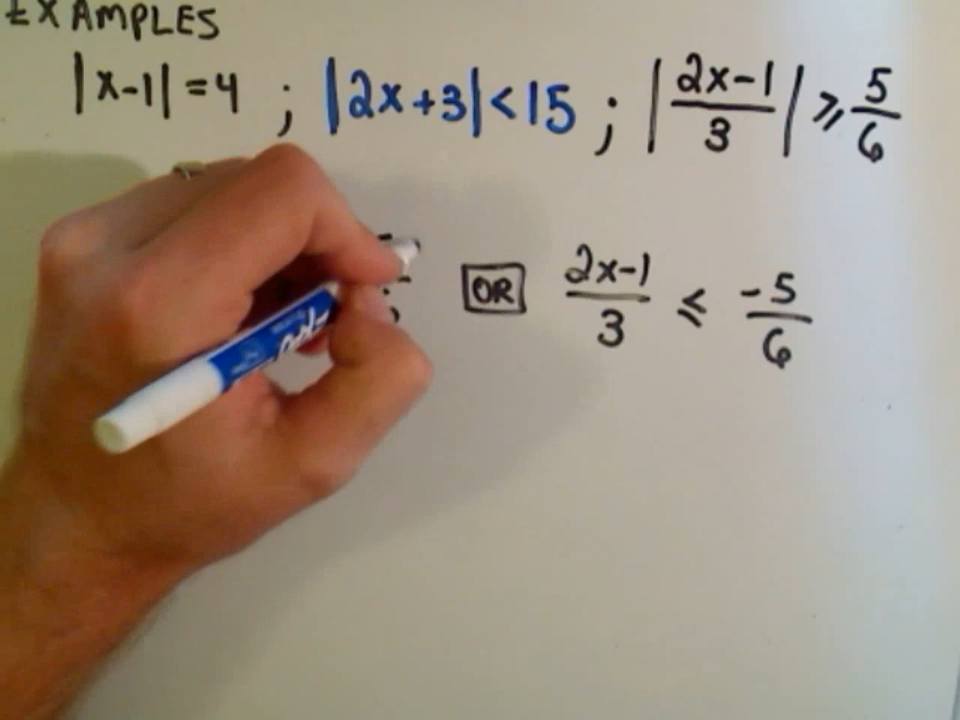 EXAMPLES
|x-1| = 4 ; |2x+3| < 15 ; |(2x-1)/3| ≥ 5/6
OR (2x-1)/3 ≤ -5/6